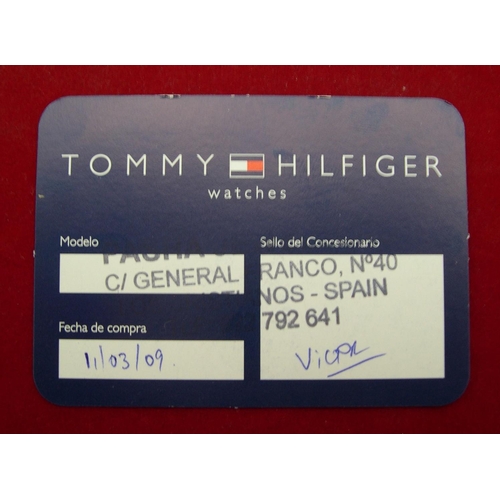 TOMMY HILFIGER
watches
Modelo
Sello del Concesionario
C/ GENERAL RANCO, Nº40
NOS - SPAIN
792 641
Fecha de compra
11/03/09.